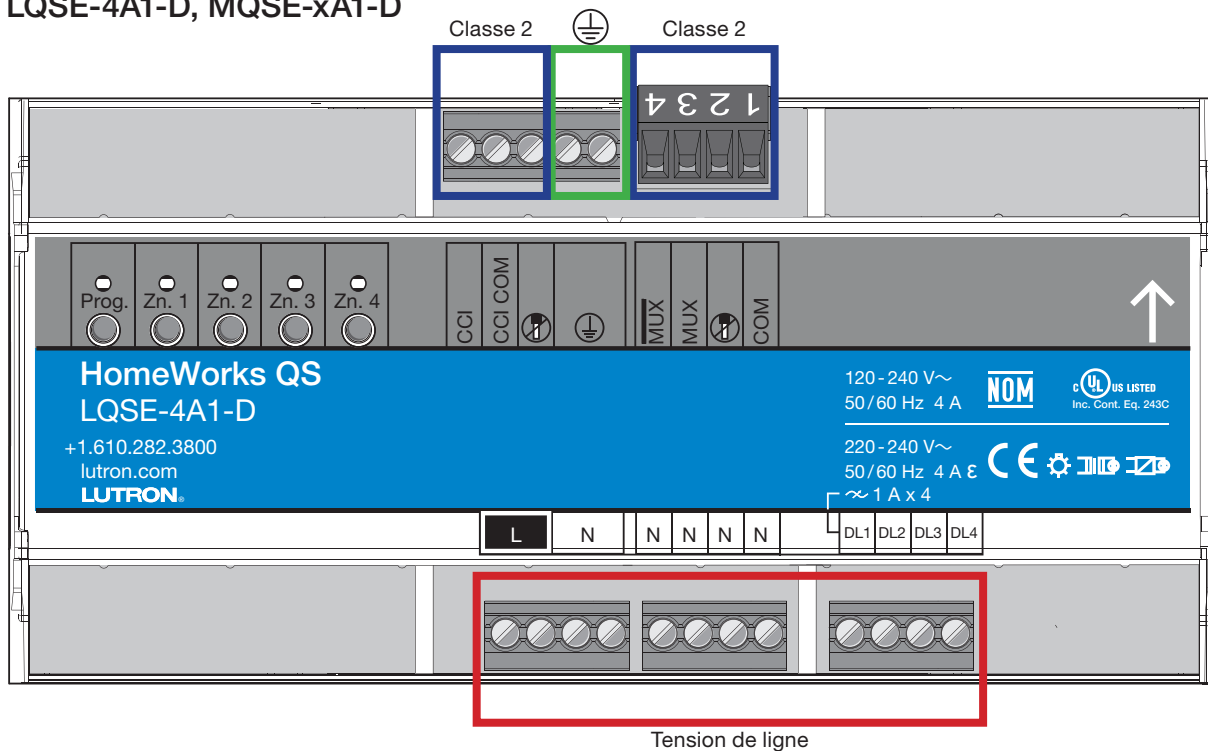 LQSE-4A1-D, MQSE-xA1-D
Classe 2
Classe 2
4 3 2 1
Prog.
Zn. 1
Zn. 2
Zn. 3
Zn. 4
CCI
CCI COM
MUX
MUX
COM
HomeWorks QS
LQSE-4A1-D
+1.610.282.3800
lutron.com
LUTRON®
120-240 V~
50/60 Hz 4 A
NOM
c UL US LISTED
Inc. Cont. Eq. 243C
220-240 V~
50/60 Hz 4 A ε
1 A x 4
CE
L
N
N
N
N
N
DL1
DL2
DL3
DL4
Tension de ligne